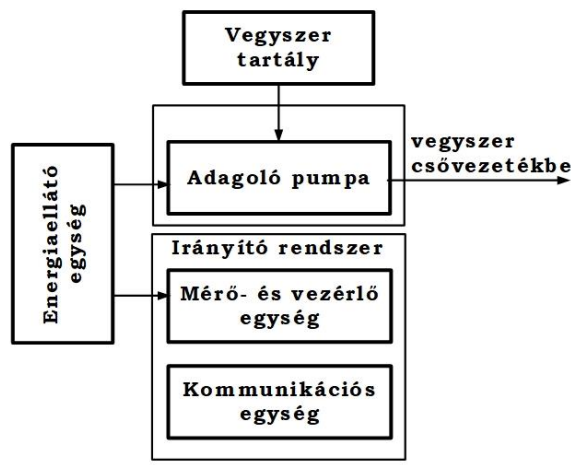 Vegyszer
tartály
vegyszer
csővezetékbe
Adagoló pumpa
Energiaellátó
egység
Irányító rendszer
Mérő- és vezérlő
egység
Kommunikációs
egység